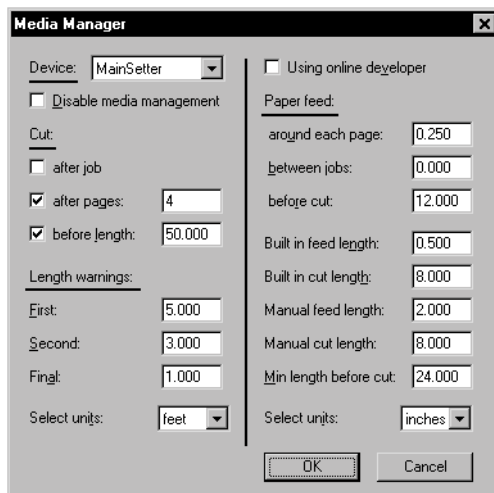 Media Manager
Device: MainSetter
Disable media management
Cut:
after job
after pages: 4
before length: 50.000
Length warnings:
First: 5.000
Second: 3.000
Final: 1.000
Select units: feet
Using online developer
Paper feed:
around each page: 0.250
between jobs: 0.000
before cut: 12.000
Built in feed length: 0.500
Built in cut length: 8.000
Manual feed length: 2.000
Manual cut length: 8.000
Min length before cut: 24.000
Select units: inches
OK Cancel